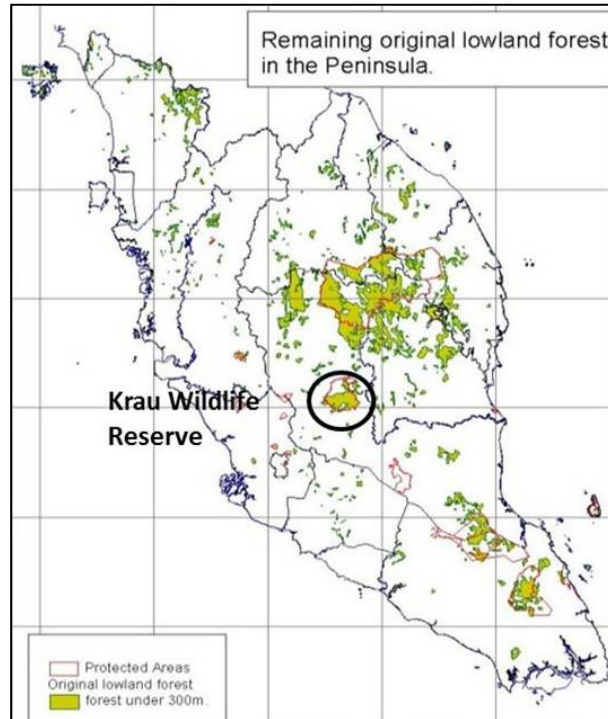 Remaining original lowland forest
in the Peninsula.
Krau Wildlife
Reserve
Protected Areas
Original lowland forest
forest under 300m.